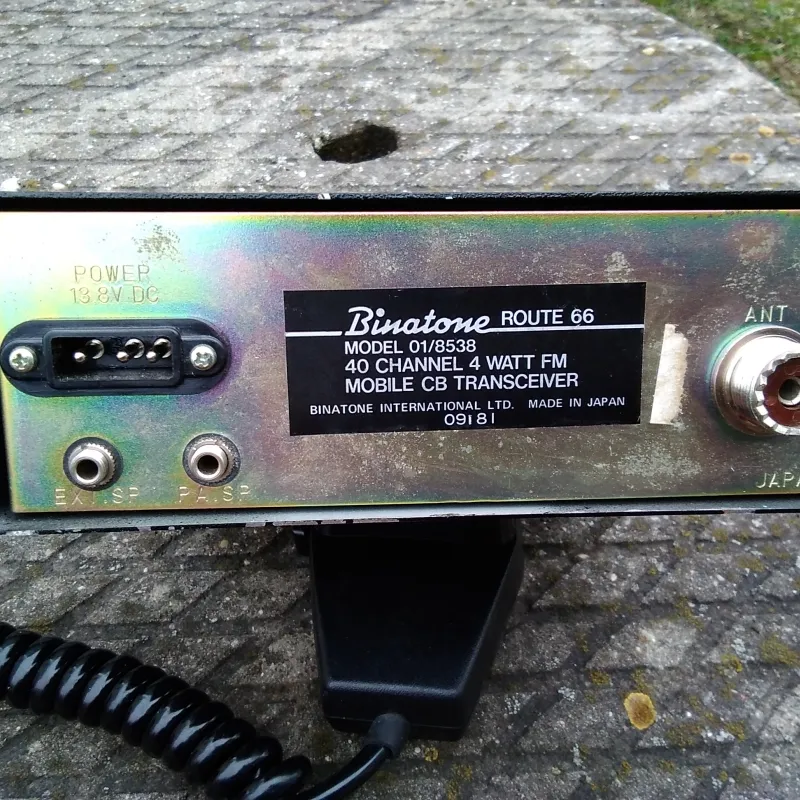 POWER
13.8V DC
Binatone ROUTE 66
MODEL 01/8538
40 CHANNEL 4 WATT FM
MOBILE CB TRANSCEIVER
BINATONE INTERNATIONAL LTD. MADE IN JAPAN
09181
ANT
EXT.SP
PA.SP
JAPA